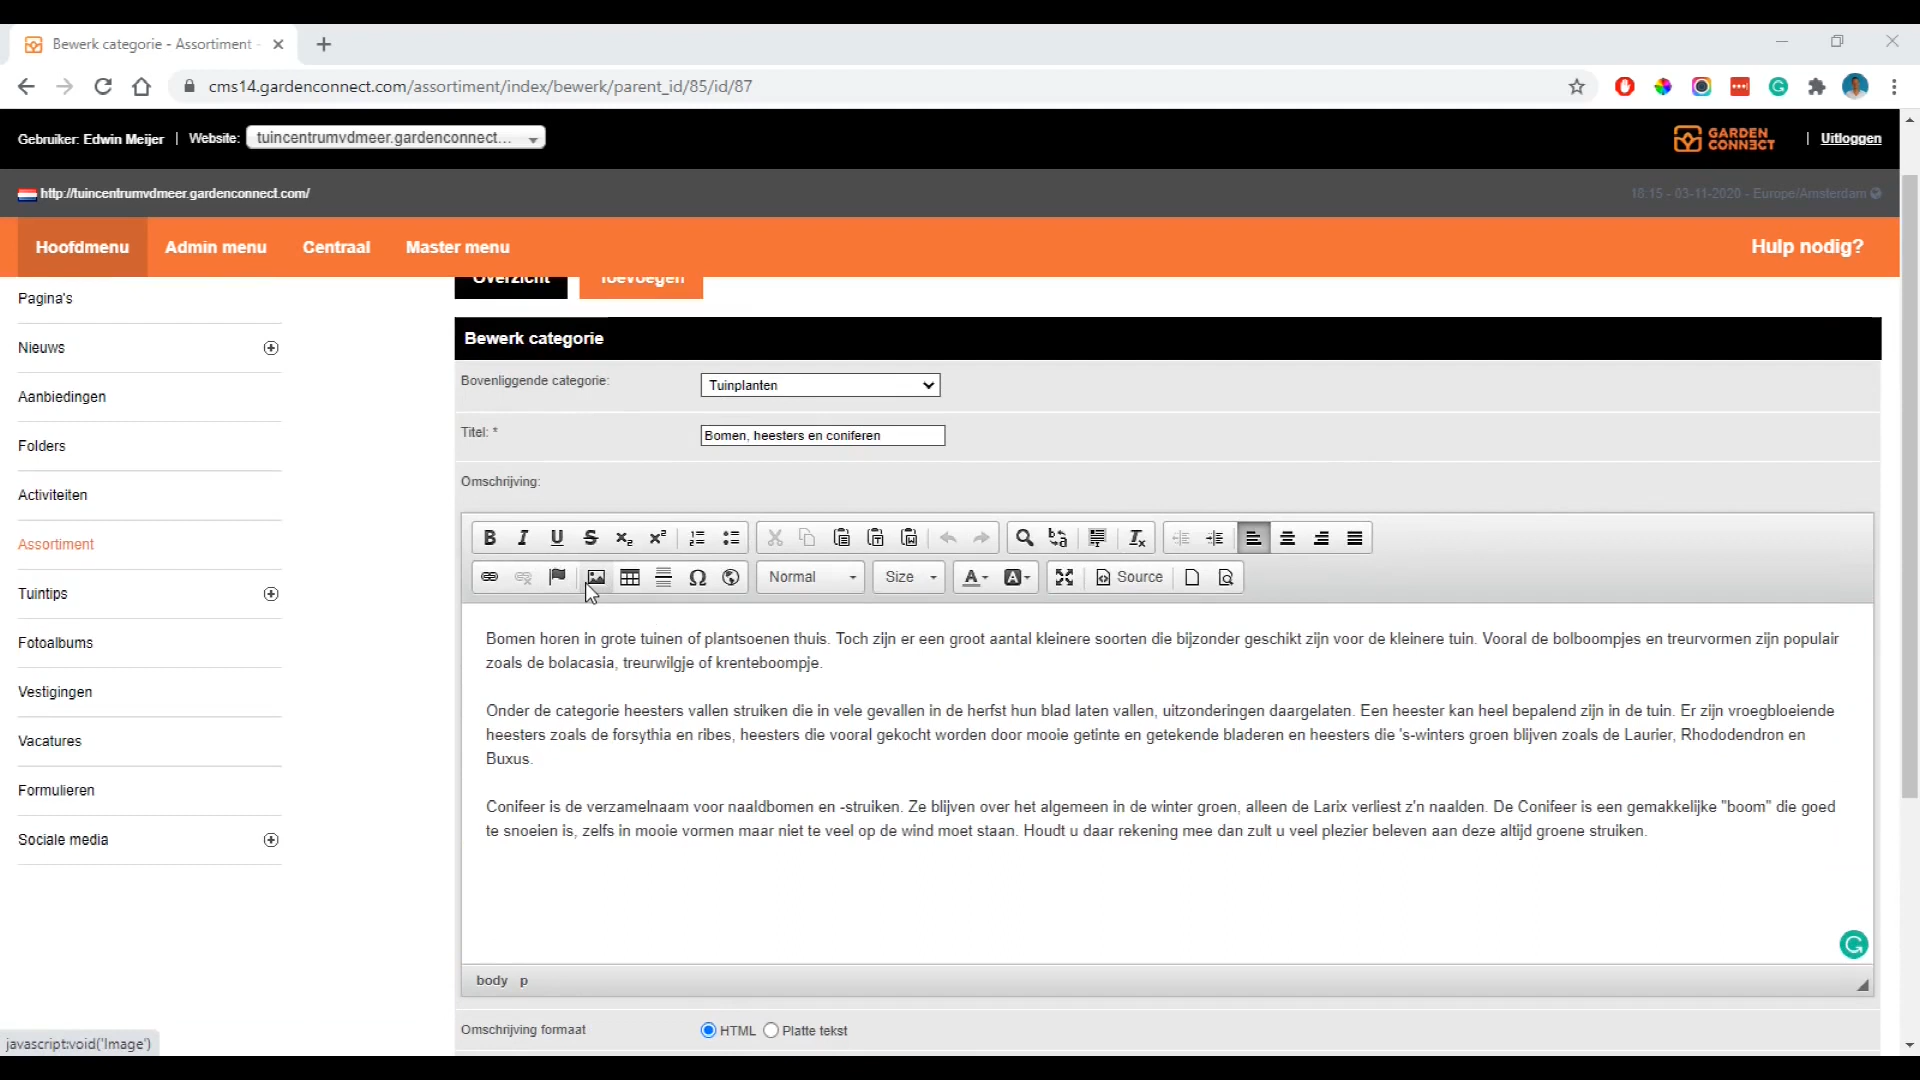 Bewerk categorie - Assortiment -
cms14.gardenconnect.com/assortiment/index/bewerk/parent_id/85/id/87
Gebruiker: Edwin Meijer | Website: tuincentrumvdmeer.gardenconnect...
GARDEN
CONNECT
| Uitloggen
http://tuincentrumvdmeer.gardenconnect.com/
16:15 - 03-11-2020 - Europe/Amsterdam
Hoofdmenu Admin menu Centraal Master menu
Hulp nodig?
Overzicht Toevoegen
Pagina's
Nieuws
Aanbiedingen
Folders
Activiteiten
Assortiment
Tuintips
Fotoalbums
Vestigingen
Vacatures
Formulieren
Sociale media
Bewerk categorie
Bovenliggende categorie: Tuinplanten
Titel: * Bomen, heesters en coniferen
Omschrijving:
Normal Size Source
Bomen horen in grote tuinen of plantsoenen thuis. Toch zijn er een groot aantal kleinere soorten die bijzonder geschikt zijn voor de kleinere tuin. Vooral de bolboompjes en treurvormen zijn populair
zoals de bolacasia, treurwilgje of krenteboompje.
Onder de categorie heesters vallen struiken die in vele gevallen in de herfst hun blad laten vallen, uitzonderingen daargelaten. Een heester kan heel bepalend zijn in de tuin. Er zijn vroegbloeiende
heesters zoals de forsythia en ribes, heesters die vooral gekocht worden door mooie getinte en getekende bladeren en heesters die 's-winters groen blijven zoals de Laurier, Rhododendron en
Buxus.
Conifeer is de verzamelnaam voor naaldbomen en -struiken. Ze blijven over het algemeen in de winter groen, alleen de Larix verliest z'n naalden. De Conifeer is een gemakkelijke "boom" die goed
te snoeien is, zelfs in mooie vormen maar niet te veel op de wind moet staan. Houdt u daar rekening mee dan zult u veel plezier beleven aan deze altijd groene struiken.
body p
Omschrijving formaat HTML Platte tekst
javascript:void('Image')